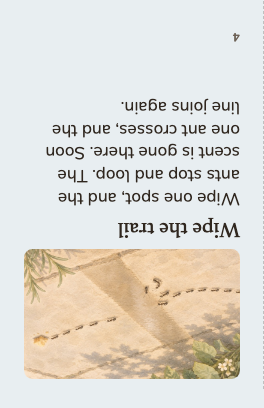 Wipe the trail
Wipe one spot, and the
ants stop and loop. The
scent is gone there. Soon
one ant crosses, and the
line joins again.
4